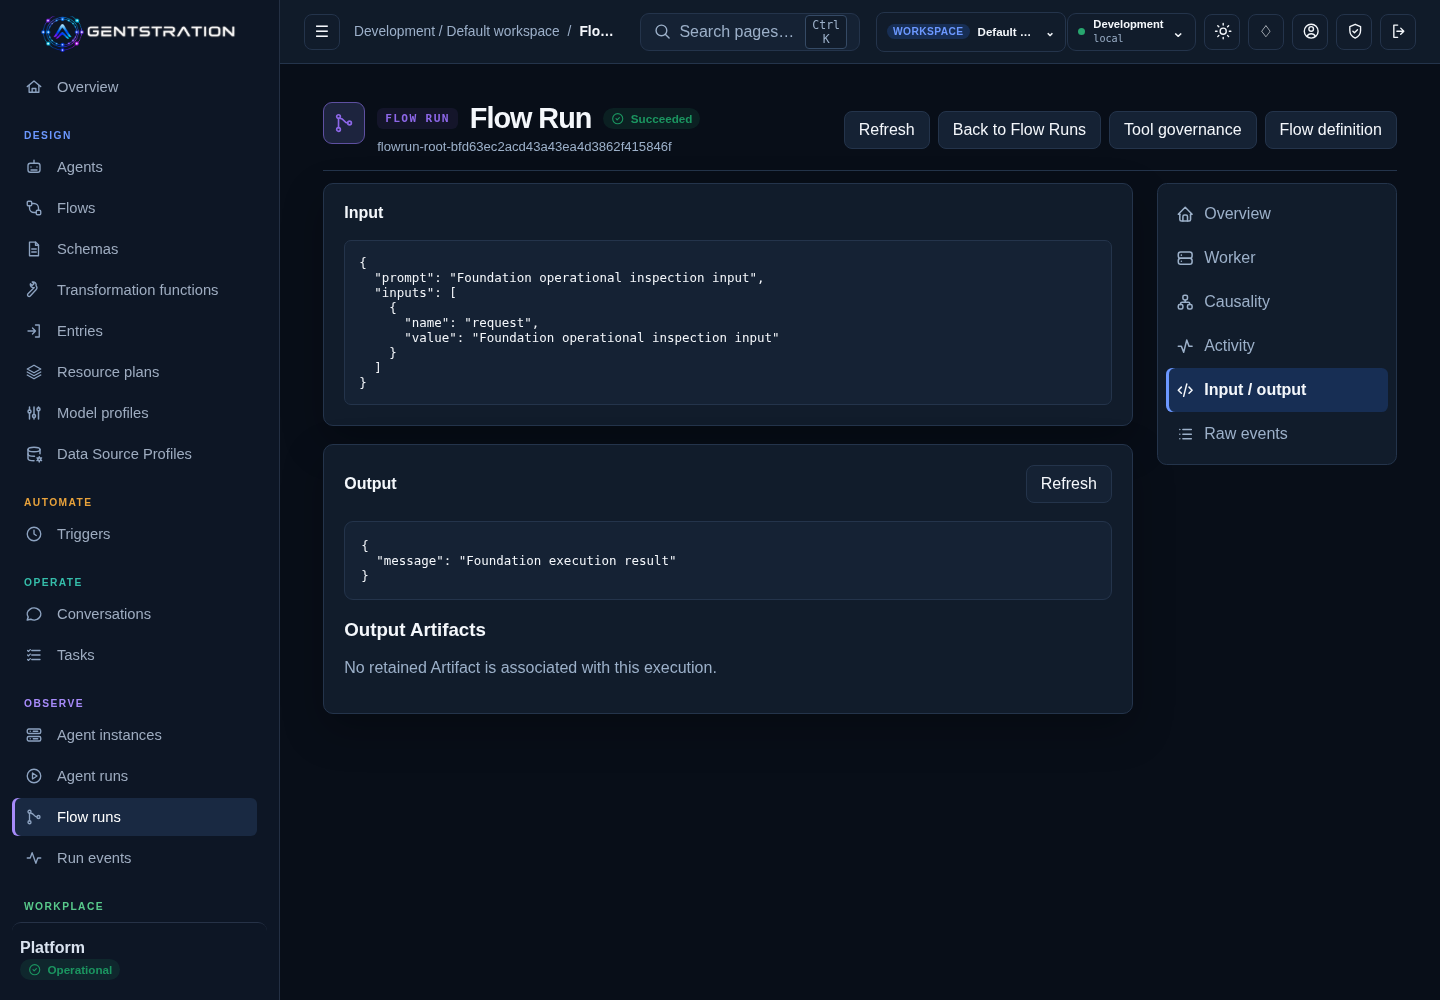 GENTSTRATION
Overview
DESIGN
Agents
Flows
Schemas
Transformation functions
Entries
Resource plans
Model profiles
Data Source Profiles
AUTOMATE
Triggers
OPERATE
Conversations
Tasks
OBSERVE
Agent instances
Agent runs
Flow runs
Run events
WORKPLACE
Platform
Operational
Development / Default workspace / Flo...
Search pages...
Ctrl
K
WORKSPACE Default ...
Development
local
FLOW RUN Flow Run Succeeded
flowrun-root-bfd63ec2acd43a43ea4d3862f415846f
Refresh Back to Flow Runs Tool governance Flow definition
Input
{
  "prompt": "Foundation operational inspection input",
  "inputs": [
    {
      "name": "request",
      "value": "Foundation operational inspection input"
    }
  ]
}
Output
Refresh
{
  "message": "Foundation execution result"
}
Output Artifacts
No retained Artifact is associated with this execution.
Overview
Worker
Causality
Activity
Input / output
Raw events